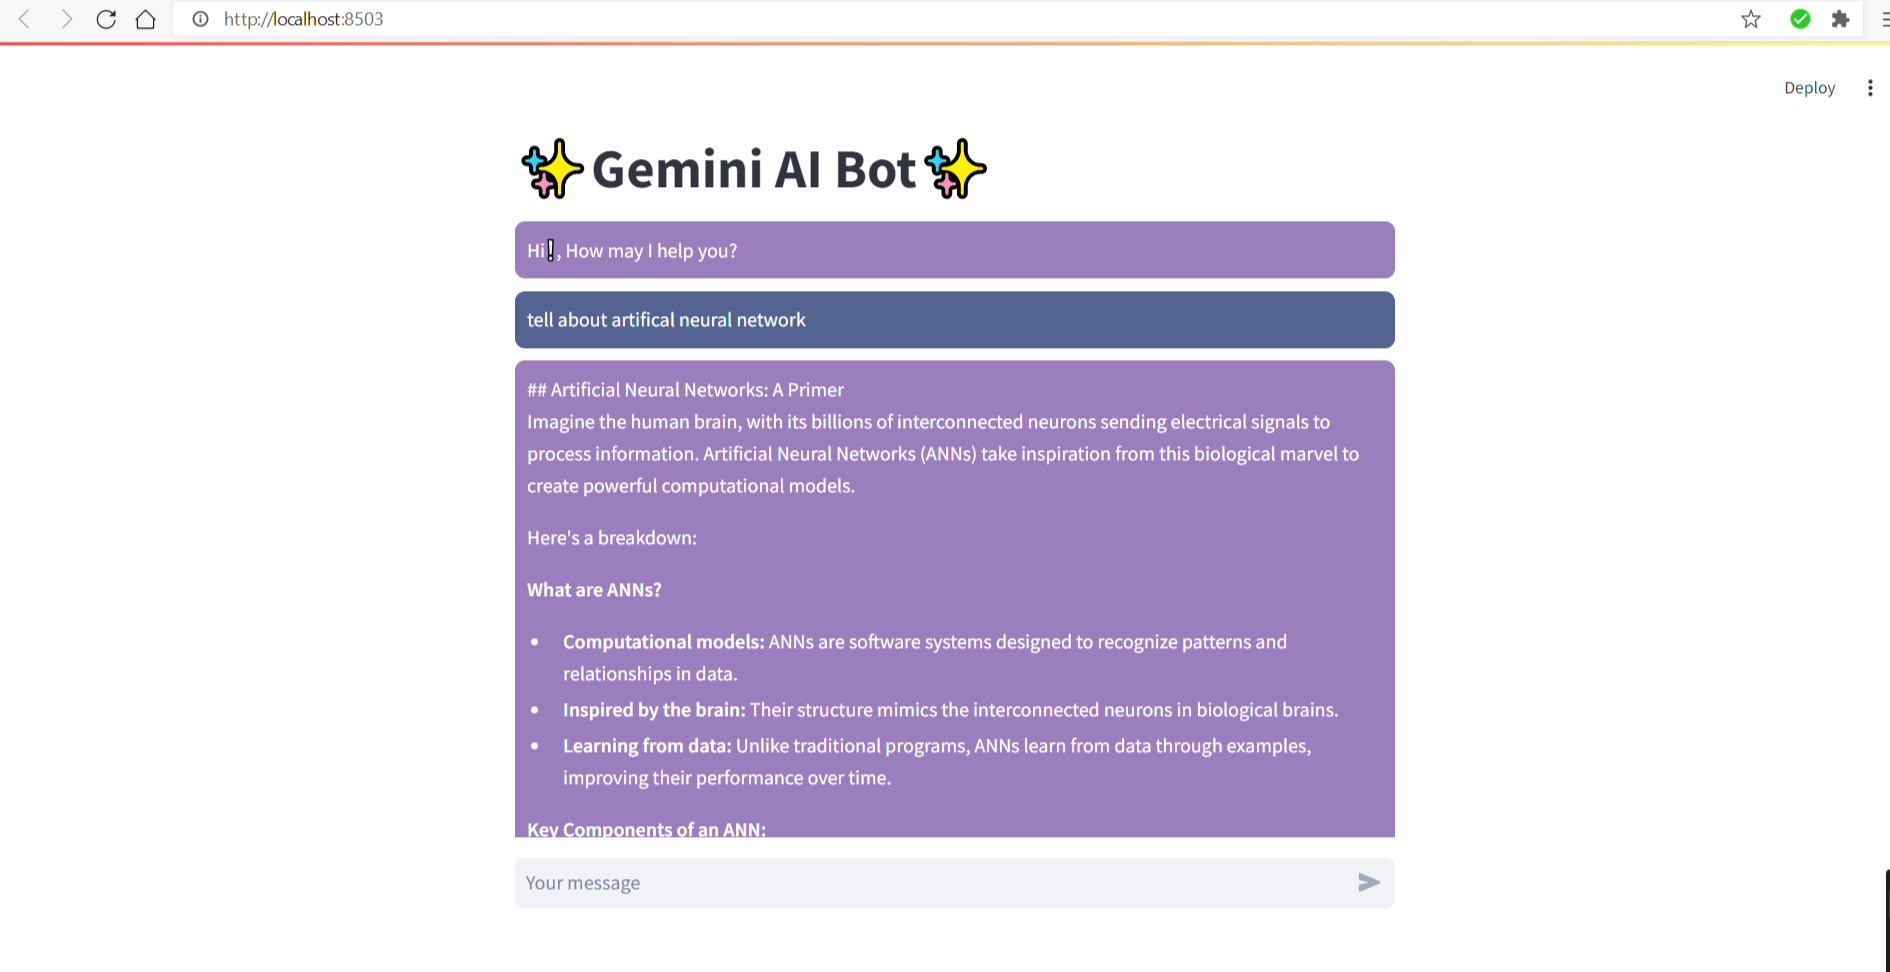 http://localhost:8503
Deploy
✨Gemini AI Bot✨
Hi❕, How may I help you?
tell about artifical neural network
## Artificial Neural Networks: A Primer
Imagine the human brain, with its billions of interconnected neurons sending electrical signals to
process information. Artificial Neural Networks (ANNs) take inspiration from this biological marvel to
create powerful computational models.
Here's a breakdown:
What are ANNs?
• Computational models: ANNs are software systems designed to recognize patterns and
relationships in data.
• Inspired by the brain: Their structure mimics the interconnected neurons in biological brains.
• Learning from data: Unlike traditional programs, ANNs learn from data through examples,
improving their performance over time.
Key Components of an ANN:
Your message